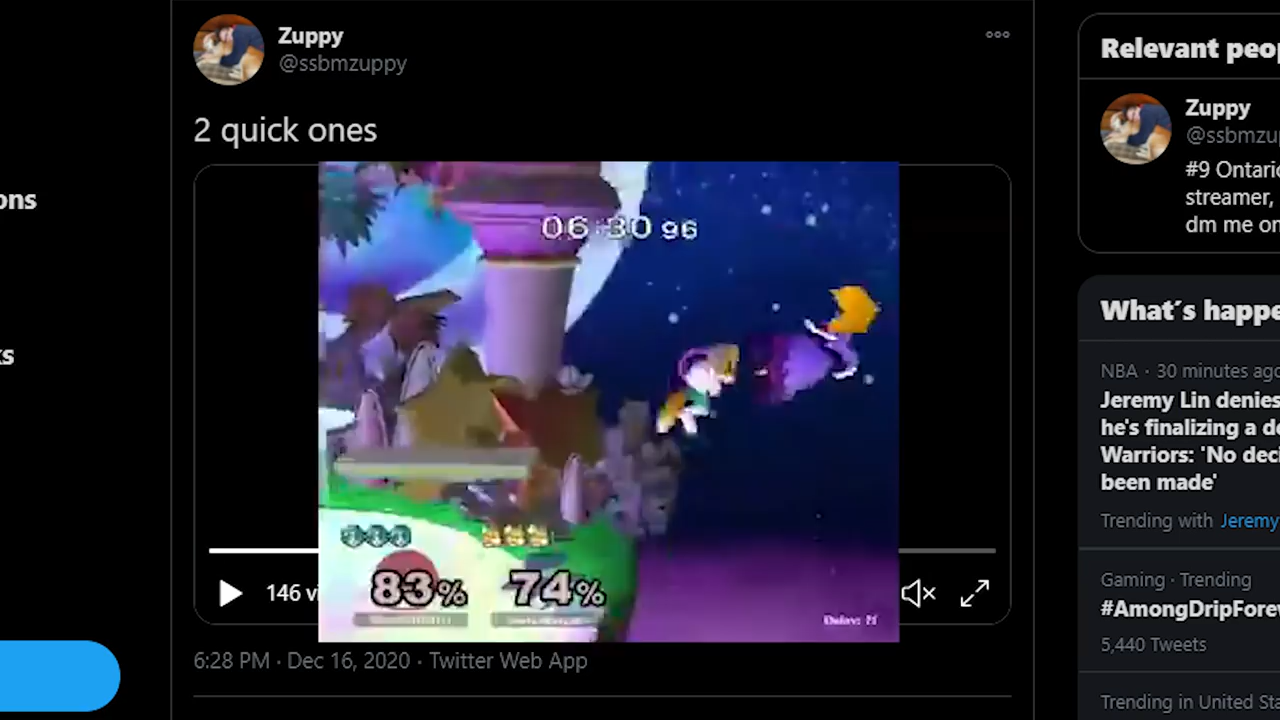 Zuppy
@ssbmzuppy
2 quick ones
06:30 96
83%
74%
146 vi
6:28 PM · Dec 16, 2020 · Twitter Web App
ons
ks
Relevant peop
Zuppy
@ssbmzu
#9 Ontario
streamer,
dm me on
What's happe
NBA · 30 minutes ago
Jeremy Lin denies
he's finalizing a de
Warriors: 'No deci
been made'
Trending with Jeremy
Gaming · Trending
#AmongDripForev
5,440 Tweets
Trending in United Sta